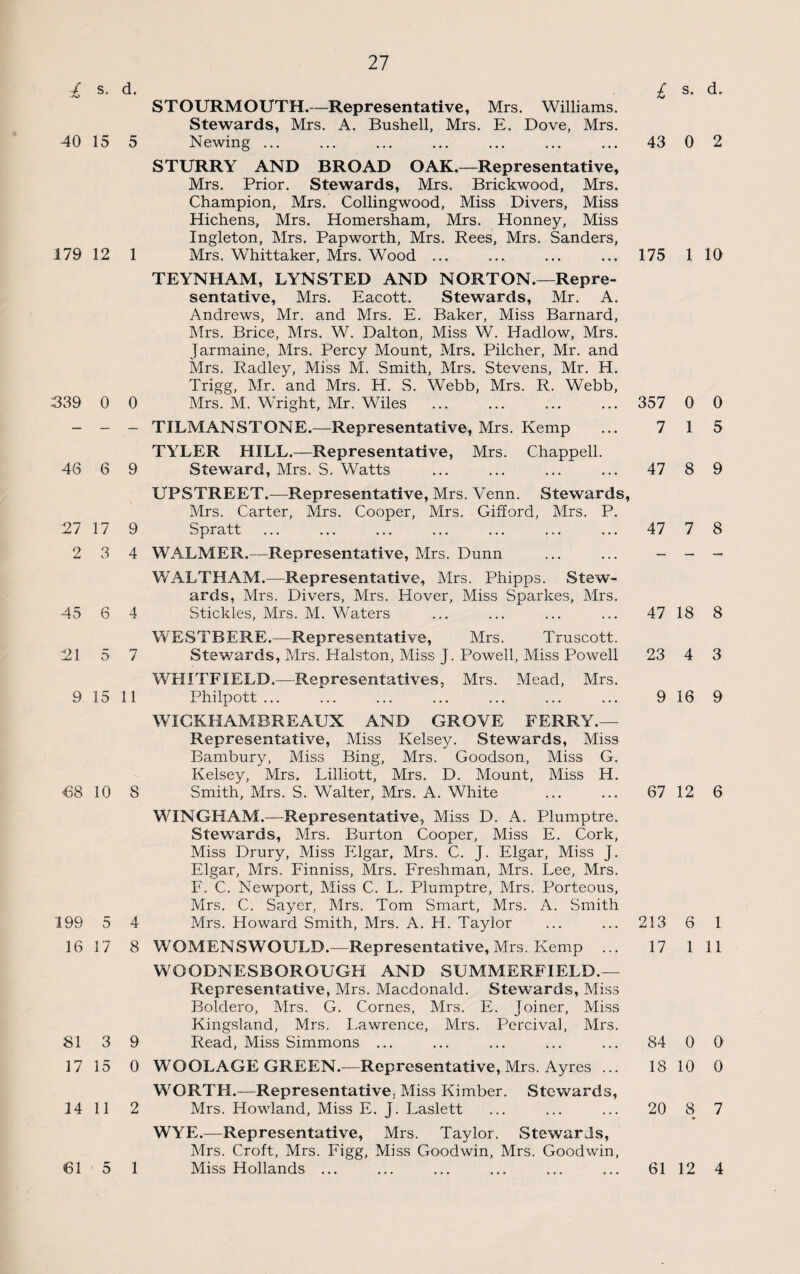 27
£ s. d. £ s. d.
STOURMOUTH.—Representative, Mrs. Williams.
Stewards, Mrs. A. Bushell, Mrs. E. Dove, Mrs.
40 15 5 Newing ... ... ... ... ... ... ... 43 0 2
STURRY AND BROAD OAK.—Representative,
Mrs. Prior. Stewards, Mrs. Brickwood, Mrs.
Champion, Mrs. Collingwood, Miss Divers, Miss
Hichens, Mrs. Homersham, Mrs. Honney, Miss
Ingleton, Mrs. Papworth, Mrs. Rees, Mrs. Sanders,
179 12 1 Mrs. Whittaker, Mrs. Wood ... ... ... ... 175 1 10
TEYNHAM, LYNSTED AND NORTON.—Repre-
sentative, Mrs. Eacott. Stewards, Mr. A.
Andrews, Mr. and Mrs. E. Baker, Miss Barnard,
Mrs. Brice, Mrs. W. Dalton, Miss W. Hadlow, Mrs.
Jarmaine, Mrs. Percy Mount, Mrs. Pilcher, Mr. and
Mrs. Radley, Miss M. Smith, Mrs. Stevens, Mr. H.
Trigg, Mr. and Mrs. H. S. Webb, Mrs. R. Webb,
339 0 0 Mrs. M. Wright, Mr. Wiles ... ... ... ... 357 0 0
— — — TILMANSTONE.—Representative, Mrs. Kemp ... 7 1 5
TYLER HILL.—Representative, Mrs. Chappell.
46 6 9 Steward, Mrs. S. Watts ... ... ... ... 47 8 9
UPSTREET.—Representative, Mrs. Venn. Stewards,
Mrs. Carter, Mrs. Cooper, Mrs. Gifford, Mrs. P.
27 17 9 Spratt ... ... ... ... ... ... ... 47 7 8
2 3 4 WALMER.—Representative, Mrs. Dunn ... ... — — —
WALTHAM.—Representative, Mrs. Phipps. Stew-
ards, Mrs. Divers, Mrs. Hover, Miss Sparkes, Mrs.
45 6 4 Stickles, Mrs. M. Waters ... ... ... ... 47 18 8
WESTBERE.—Representative, Mrs. Truscott.
21 5 7 Stewards, Mrs. Halston, Miss J. Powell, Miss Powell 23 4 3
WHITFIELD.—Representatives, Mrs. Mead, Mrs.
9 15 11 Philpott ... ... ... ... ... ... ... 9 16 9
WICKHAMBREAUX AND GROVE FERRY.—
Representative, Miss Kelsey. Stewards, Miss
Bambury, Miss Bing, Mrs. Goodson, Miss G.
Kelsey, Mrs. Lilliott, Mrs. D. Mount, Miss H.
68 10 8 Smith, Mrs. S. Walter, Mrs. A. White ... ... 67 12 6
WINGHAM.—Representative, Miss D. A. Plumptre.
Stewards, Mrs. Burton Cooper, Miss E. Cork,
Miss Drury, Miss Elgar, Mrs. C. J. Elgar, Miss J.
Elgar, Mrs. Finniss, Mrs. Freshman, Mrs. Lee, Mrs.
F. C. Newport, Miss C. L. Plumptre, Mrs. Porteous,
Mrs. C. Sayer, Mrs. Tom Smart, Mrs. A. Smith
199 5 4 Mrs. Howard Smith, Mrs. A. H. Taylor ... ... 213 6 1
16 17 8 WOMENSWOULD.—Representative, Mrs. Kemp ... 17 1 11
WOODNESBOROUGH AND SUMMERFIELD.—
Representative, Mrs. Macdonald. Stewards, Miss
Boldero, Mrs. G. Cornes, Mrs. E. Joiner, Miss
Kingsland, Mrs. Lawrence, Mrs. Percival, Mrs.
81 3 9 Read, Miss Simmons ... ... ... ... ... 84 0 0
17 15 0 WOOLAGE GREEN.—Representative, Mrs. Ayres ... 18 10 0
WORTH.—Representative, Miss Kimber. Stewards,
14 11 2 Mrs. Howland, Miss E. J. Laslett ... ... ... 20 8 7
WYE.—Representative, Mrs. Taylor. Stewards,
Mrs. Croft, Mrs. Figg, Miss Goodwin, Mrs. Goodwin,
61 5 1 Miss Hollands ... ... ... ... ... ... 61 12 4